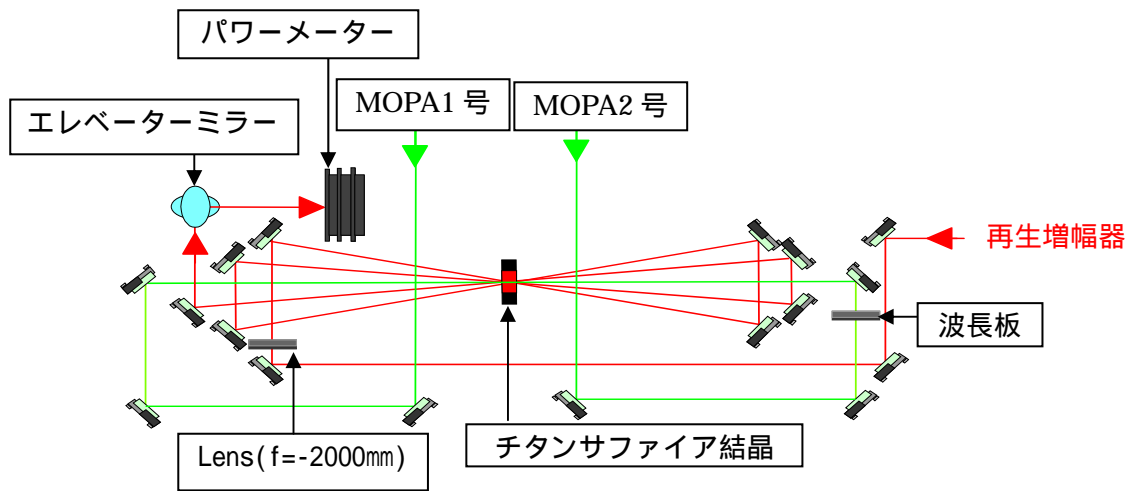 パワーメーター
MOPA1 号
MOPA2 号
エレベーターミラー
再生増幅器
波長板
チタンサファイア結晶
Lens(f=-2000㎜)